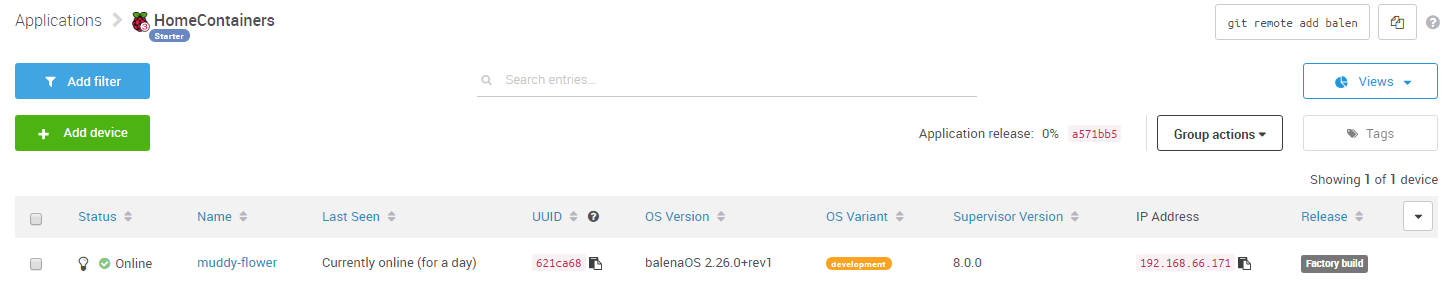 Applications HomeContainers git remote add balen
3
Starter
Add filter Search entries... Views
Add device Application release: 0% a571bb5 Group actions Tags
Showing 1 of 1 device
Status Name Last Seen UUID OS Version OS Variant Supervisor Version IP Address Release
Online muddy-flower Currently online (for a day) 621ca68 balenaOS 2.26.0+rev1 development 8.0.0 192.168.66.171 Factory build